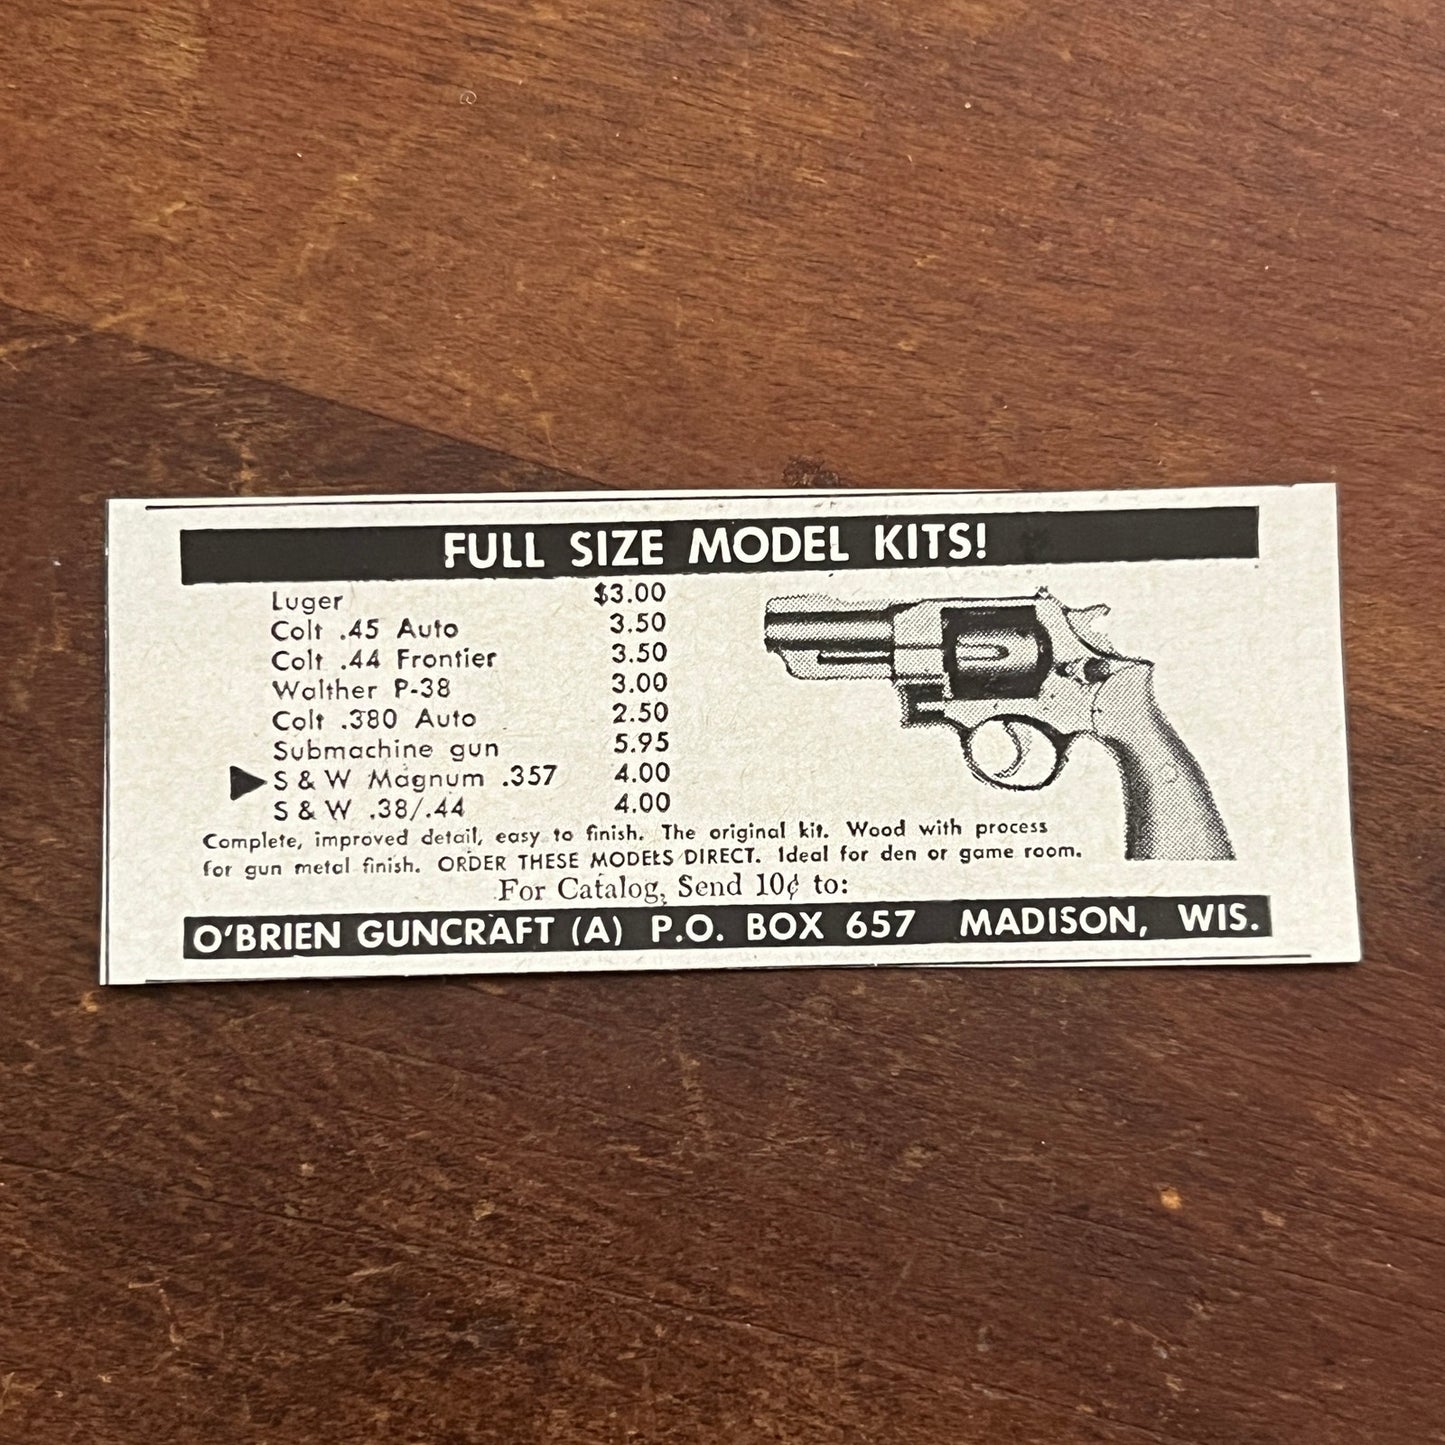 FULL SIZE MODEL KITS!
Luger $3.00
Colt .45 Auto 3.50
Colt .44 Frontier 3.50
Walther P-38 3.00
Colt .380 Auto 2.50
Submachine gun 5.95
S & W Magnum .357 4.00
S & W .38/.44 4.00
Complete, improved detail, easy to finish. The original kit. Wood with process
for gun metal finish. ORDER THESE MODELS DIRECT. Ideal for den or game room.
For Catalog, Send 10¢ to:
O'BRIEN GUNCRAFT (A) P.O. BOX 657 MADISON, WIS.